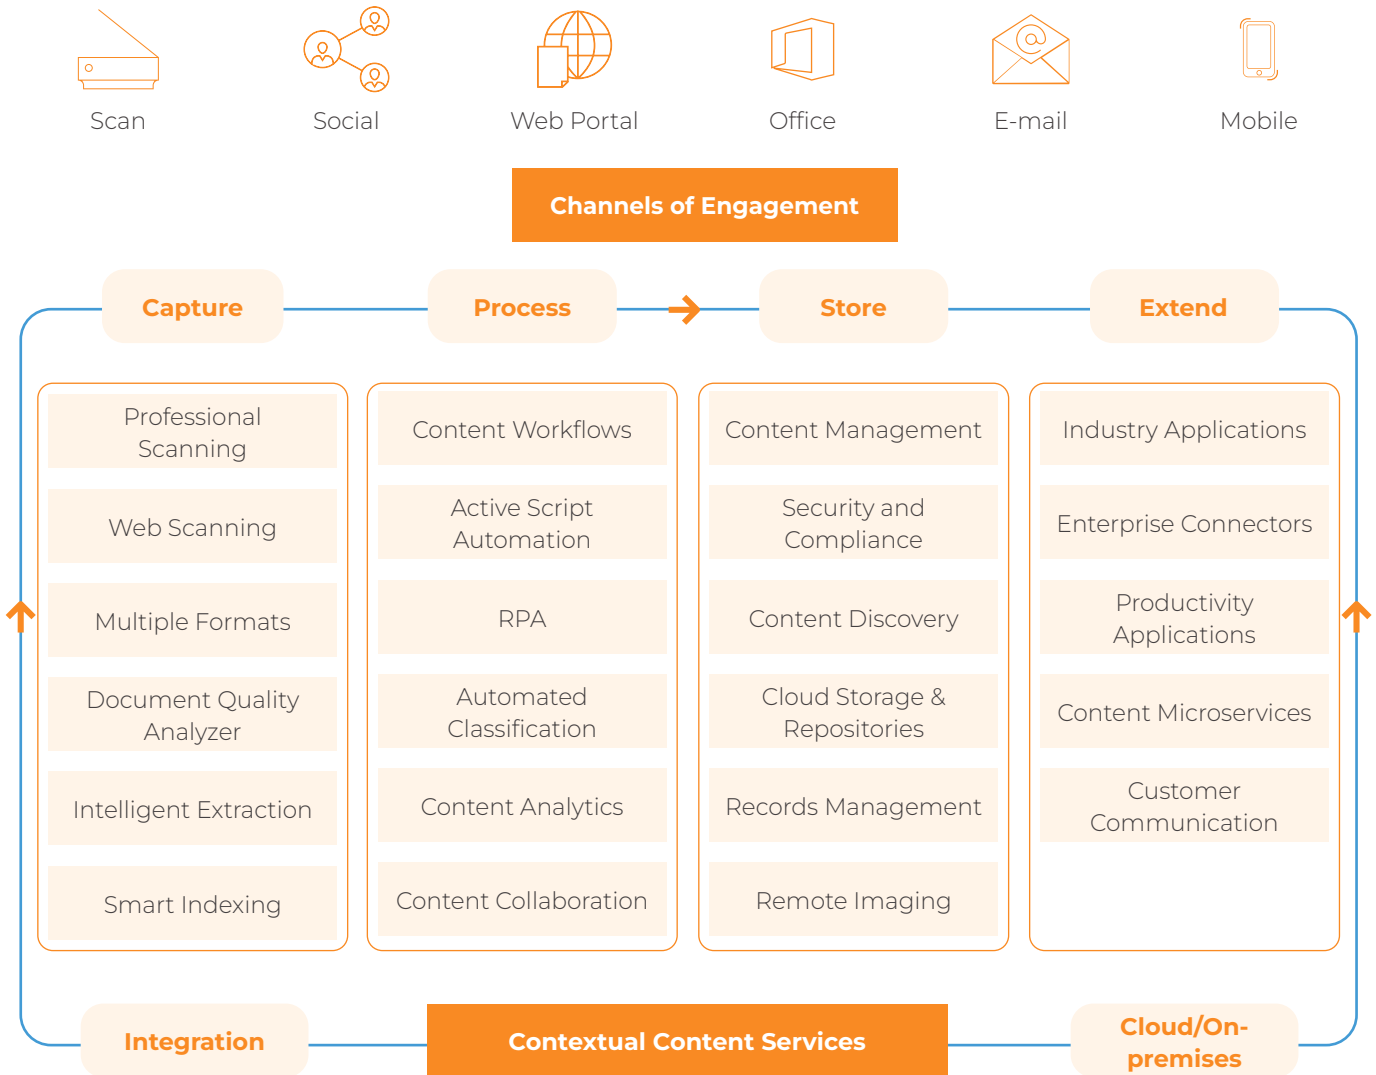 Scan
Social
Web Portal
Office
@
E-mail
Mobile
Channels of Engagement
Capture
Process
Store
Extend
Professional
Scanning
Web Scanning
Multiple Formats
Document Quality
Analyzer
Intelligent Extraction
Smart Indexing
Content Workflows
Active Script
Automation
RPA
Automated
Classification
Content Analytics
Content Collaboration
Content Management
Security and
Compliance
Content Discovery
Cloud Storage &
Repositories
Records Management
Remote Imaging
Industry Applications
Enterprise Connectors
Productivity
Applications
Content Microservices
Customer
Communication
Integration
Contextual Content Services
Cloud/On-
premises